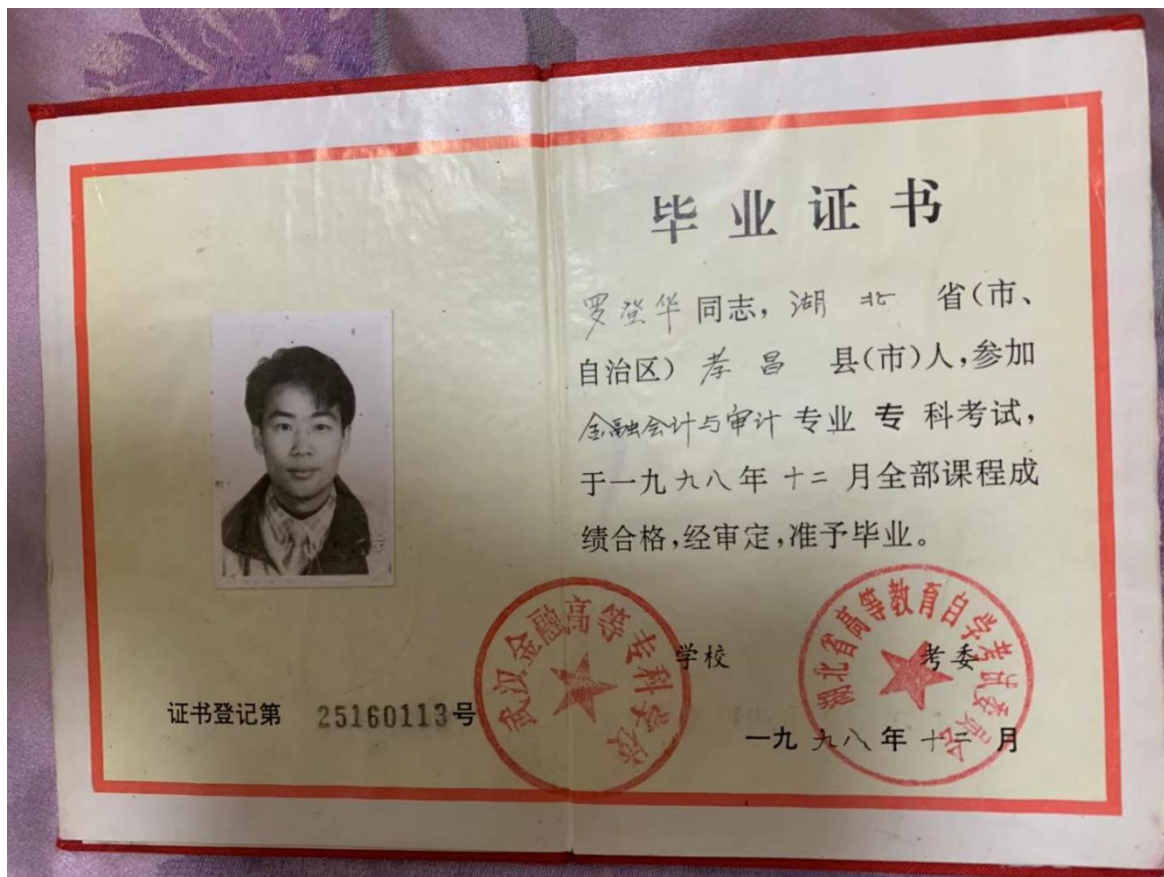 毕业证书
罗登华同志，湖北省（市、
自治区）孝昌县（市）人，参加
金融会计与审计专业专科考试，
于一九九八年十二月全部课程成
绩合格，经审定，准予毕业。
武汉金融高等专科学校
学校
湖北省高等教育自学考试委员会
考委
证书登记第 25160113号
一九九八年十二月